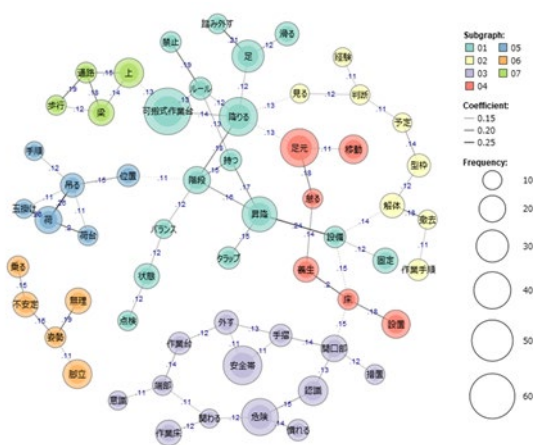 Subgraph:
01 05
02 06
03 07
04
Coefficient:
0.15
0.20
0.25
Frequency:
10
20
30
40
50
60
踏み外す
禁止
滑る
足
経験
通路
上
ルール
見る
判断
歩行
梁
可搬式作業台
降りる
予定
手順
持つ
足元
移動
型枠
吊る
位置
階段
怠る
解体
玉掛け
荷
荷台
昇降
撤去
バランス
設備
乗る
タラップ
固定
作業手順
不安定
無理
状態
養生
床
姿勢
点検
設置
脚立
外す
手摺
開口部
作業台
安全帯
措置
端部
認識
意識
関わる
危険
作業床
慣れる